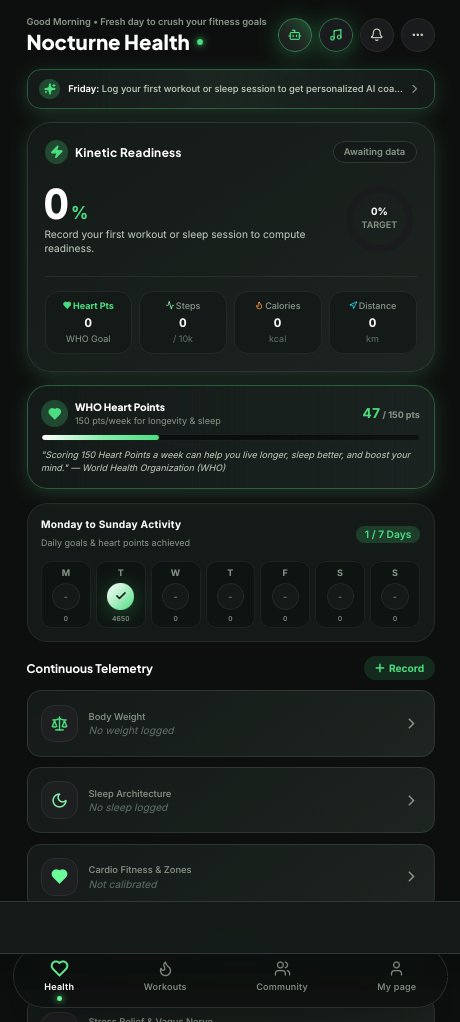 Good Morning • Fresh day to crush your fitness goals
Nocturne Health
Friday: Log your first workout or sleep session to get personalized AI coa...
Kinetic Readiness
Awaiting data
0 %
Record your first workout or sleep session to compute
readiness.
0%
TARGET
Heart Pts
0
WHO Goal
Steps
0
/ 10k
Calories
0
kcal
Distance
0
km
WHO Heart Points
150 pts/week for longevity & sleep
47 / 150 pts
"Scoring 150 Heart Points a week can help you live longer, sleep better, and boost your
mind." — World Health Organization (WHO)
Monday to Sunday Activity
Daily goals & heart points achieved
1 / 7 Days
M T W T F S S
- - - - - -
0 4650 0 0 0 0 0
Continuous Telemetry
+ Record
Body Weight
No weight logged
Sleep Architecture
No sleep logged
Cardio Fitness & Zones
Not calibrated
Health
Workouts
Community
My page
Stress Relief & Vagus Nerve